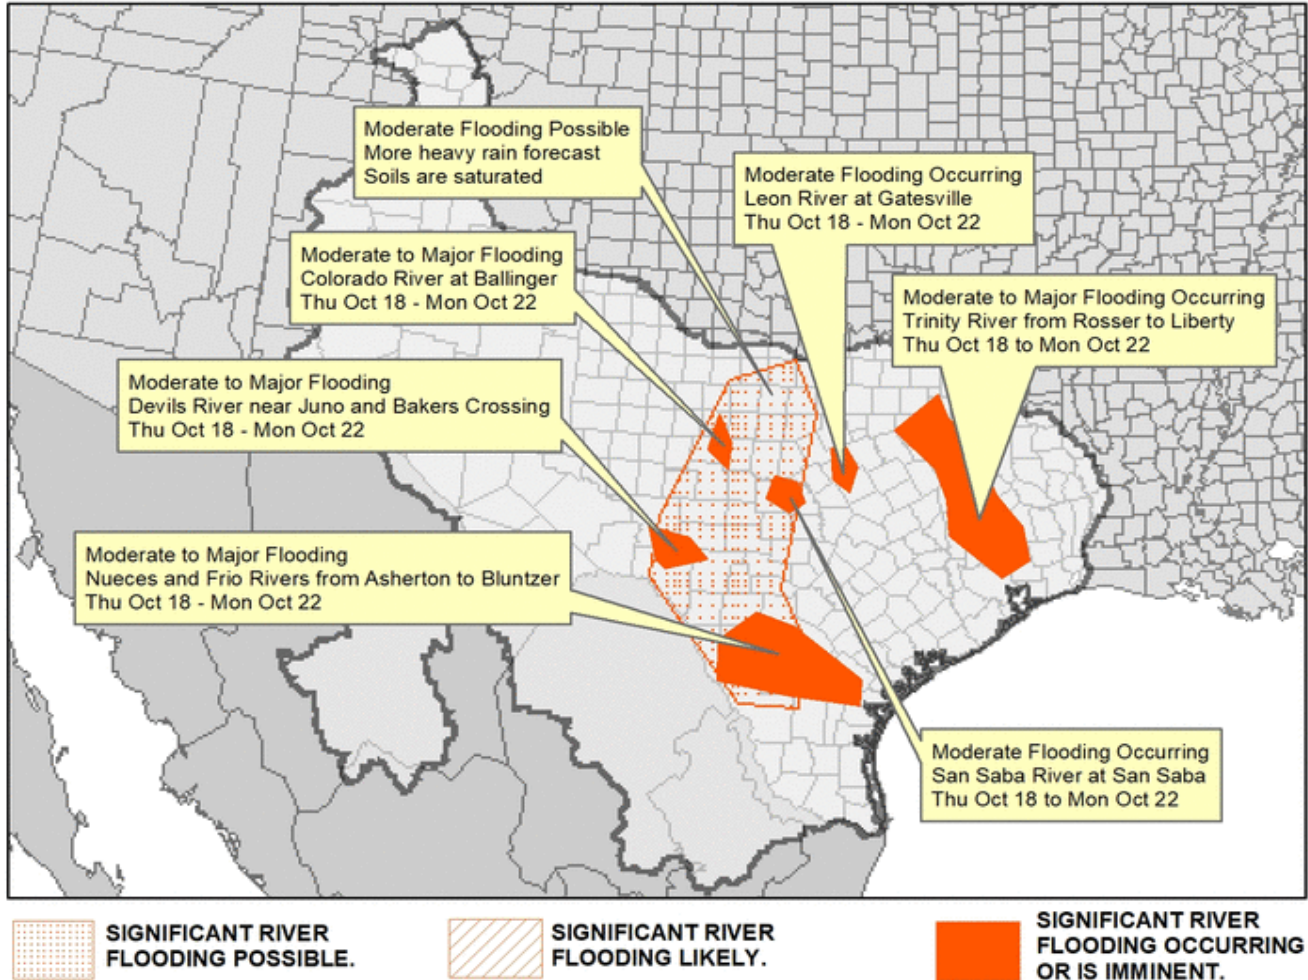 Moderate Flooding Possible
More heavy rain forecast
Soils are saturated
Moderate Flooding Occurring
Leon River at Gatesville
Thu Oct 18 - Mon Oct 22
Moderate to Major Flooding
Colorado River at Ballinger
Thu Oct 18 - Mon Oct 22
Moderate to Major Flooding Occurring
Trinity River from Rosser to Liberty
Thu Oct 18 to Mon Oct 22
Moderate to Major Flooding
Devils River near Juno and Bakers Crossing
Thu Oct 18 - Mon Oct 22
Moderate to Major Flooding
Nueces and Frio Rivers from Asherton to Bluntzer
Thu Oct 18 - Mon Oct 22
Moderate Flooding Occurring
San Saba River at San Saba
Thu Oct 18 to Mon Oct 22
SIGNIFICANT RIVER
FLOODING POSSIBLE.
SIGNIFICANT RIVER
FLOODING LIKELY.
SIGNIFICANT RIVER
FLOODING OCCURRING
OR IS IMMINENT.